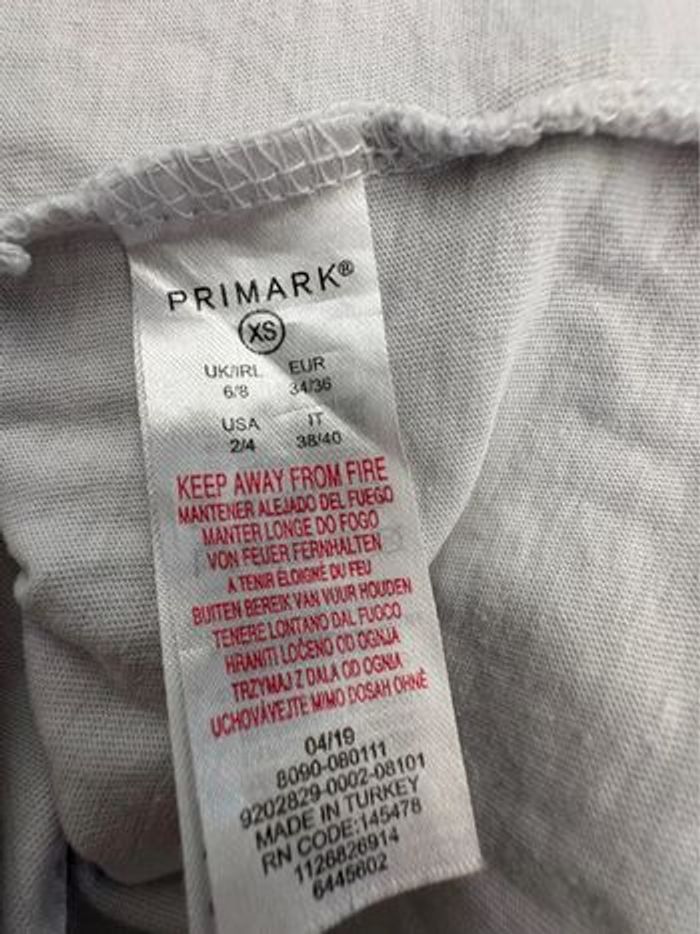 PRIMARK®
XS
UK/IRL EUR
6/8 34/36
USA IT
2/4 38/40
KEEP AWAY FROM FIRE
MANTENER ALEJADO DEL FUEGO
MANTER LONGE DO FOGO
VON FEUER FERNHALTEN
A TENIR ÉLOIGNÉ DU FEU
BUITEN BEREIK VAN VUUR HOUDEN
TENERE LONTANO DAL FUOCO
HRANITI LOČENO OD OGNJA
TRZYMAJ Z DALA OD OGNIA
UCHOVÁVEJTE MIMO DOSAH OHNĚ
04/19
8090-080111
9202829-0002-08101
MADE IN TURKEY
RN CODE:145478
1126826914
6445602